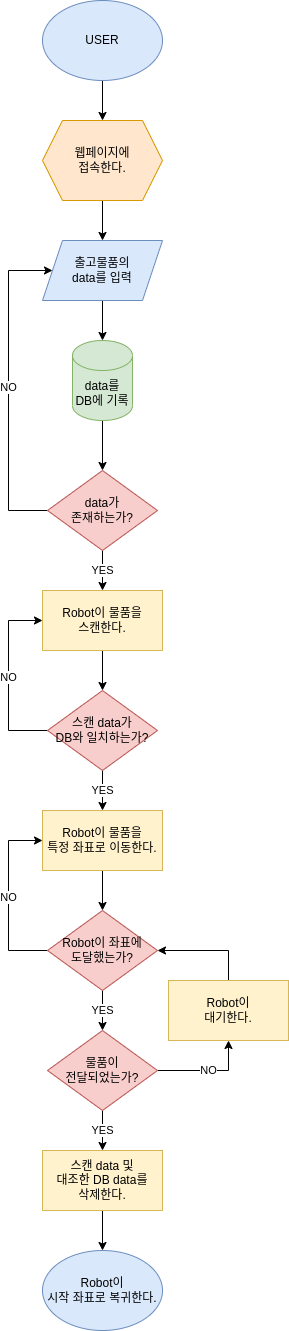 USER
웹페이지에
접속한다.
출고물품의
data를 입력
data를
DB에 기록
NO
data가
존재하는가?
YES
Robot이 물품을
스캔한다.
NO
스캔 data가
DB와 일치하는가?
YES
Robot이 물품을
특정 좌표로 이동한다.
NO
Robot이 좌표에
도달했는가?
YES
Robot이
대기한다.
물품이
전달되었는가?
NO
YES
스캔 data 및
대조한 DB data를
삭제한다.
Robot이
시작 좌표로 복귀한다.